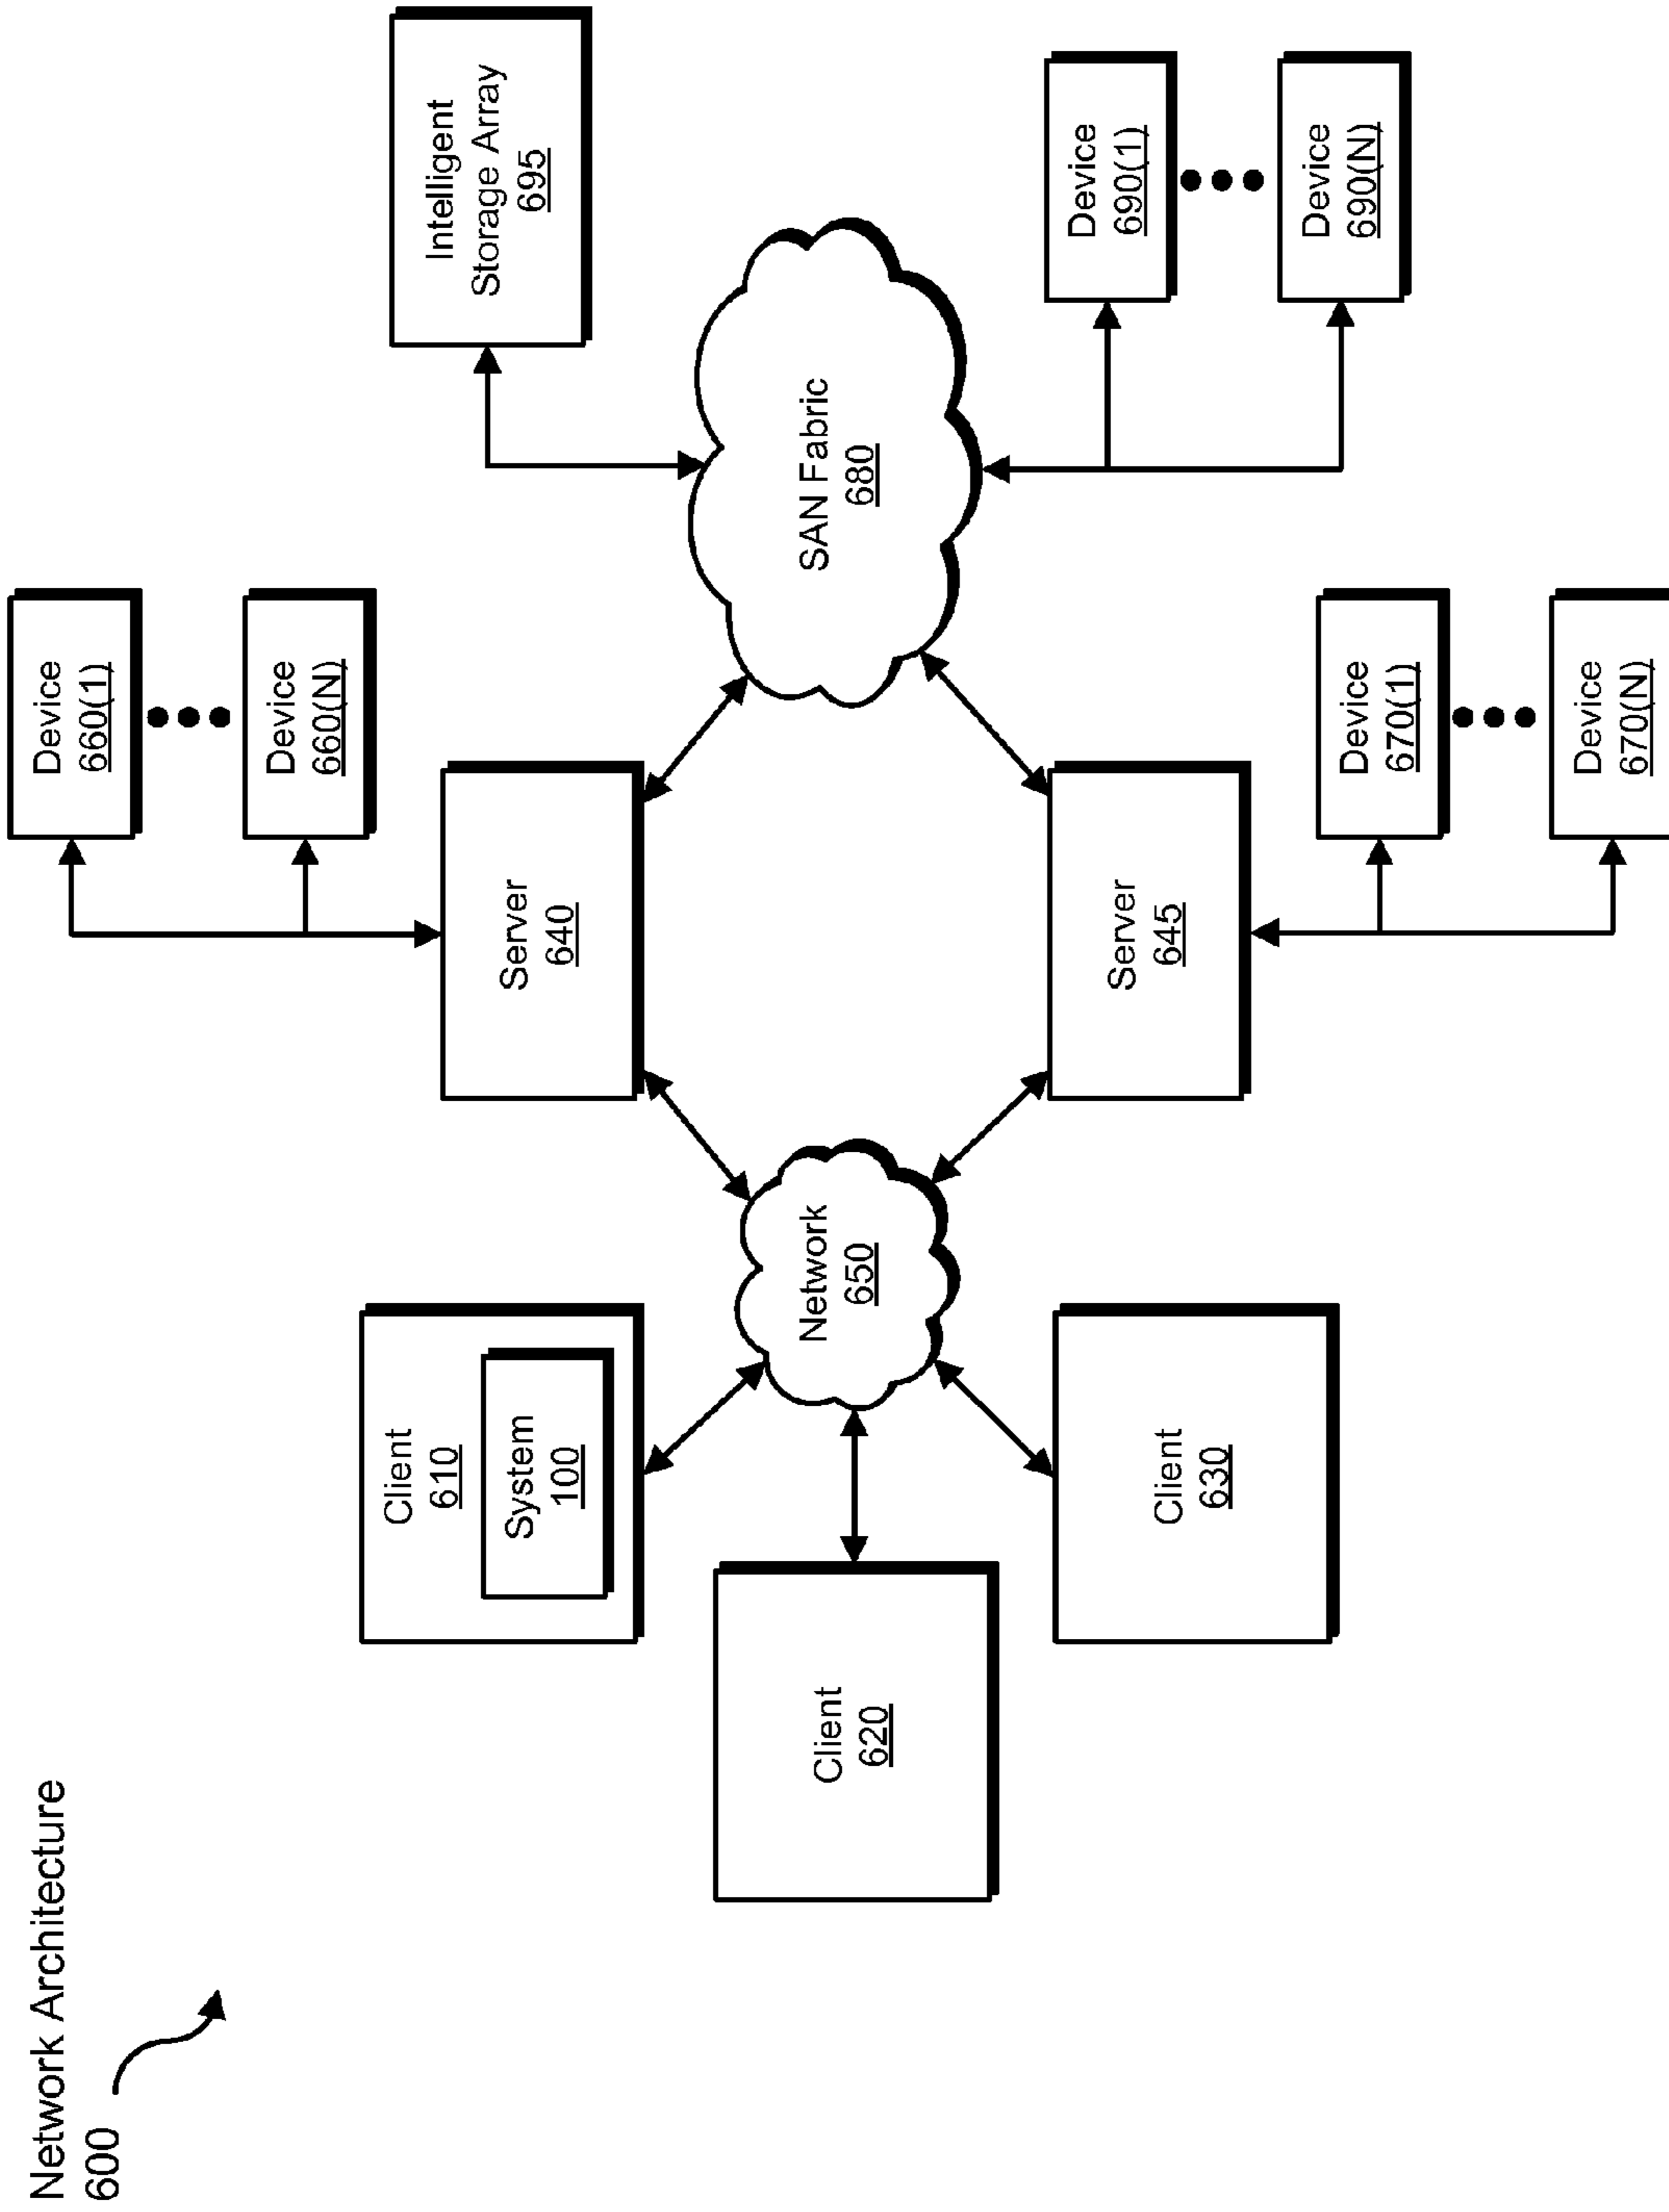 Network Architecture
600
Client
610
System
100
Client
620
Client
630
Network
650
Server
640
Server
645
Device
660(1)
Device
660(N)
Device
670(1)
Device
670(N)
SAN Fabric
680
Intelligent
Storage Array
695
Device
690(1)
Device
690(N)